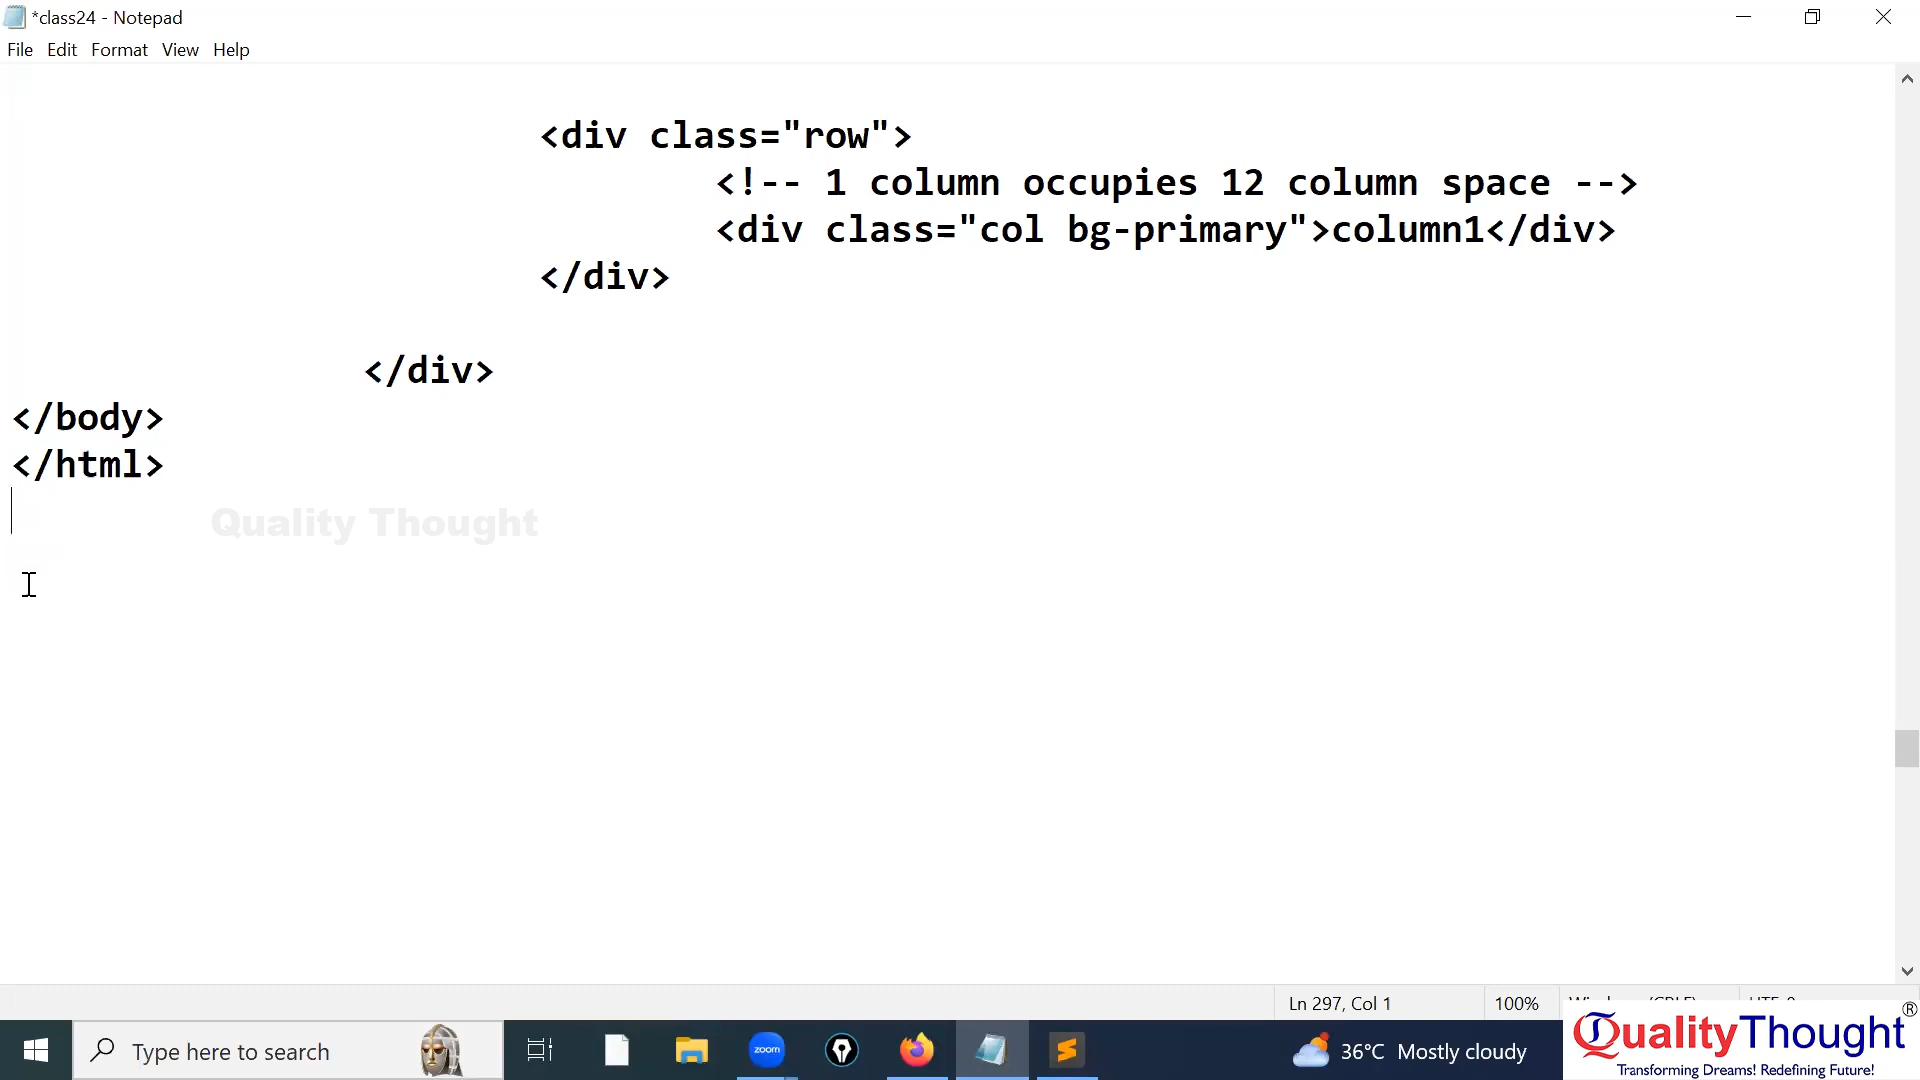 *class24 - Notepad
File Edit Format View Help
<div class="row">
<!-- 1 column occupies 12 column space -->
<div class="col bg-primary">column1</div>
</div>
</div>
</body>
</html>
Quality Thought
Ln 297, Col 1
100%
Type here to search
zoom
36°C Mostly cloudy
QualityThought®
Transforming Dreams! Redefining Future!